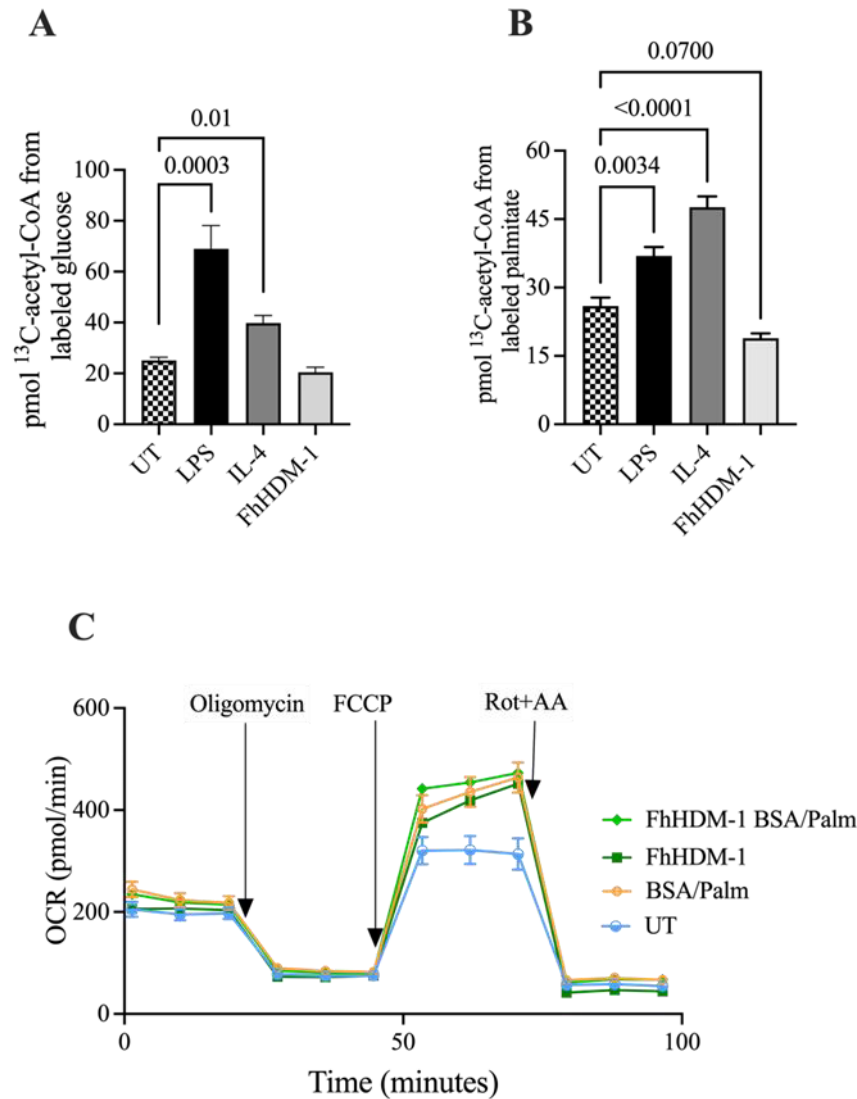 A
pmol ¹³C-acetyl-CoA from
labeled glucose
100
80
60
40
20
0
0.01
0.0003
UT
LPS
IL-4
FhHDM-1
B
pmol ¹³C-acetyl-CoA from
labeled palmitate
60
45
30
15
0
0.0700
<0.0001
0.0034
UT
LPS
IL-4
FhHDM-1
C
OCR (pmol/min)
600
400
200
0
Oligomycin
FCCP
Rot+AA
FhHDM-1 BSA/Palm
FhHDM-1
BSA/Palm
UT
0
50
100
Time (minutes)